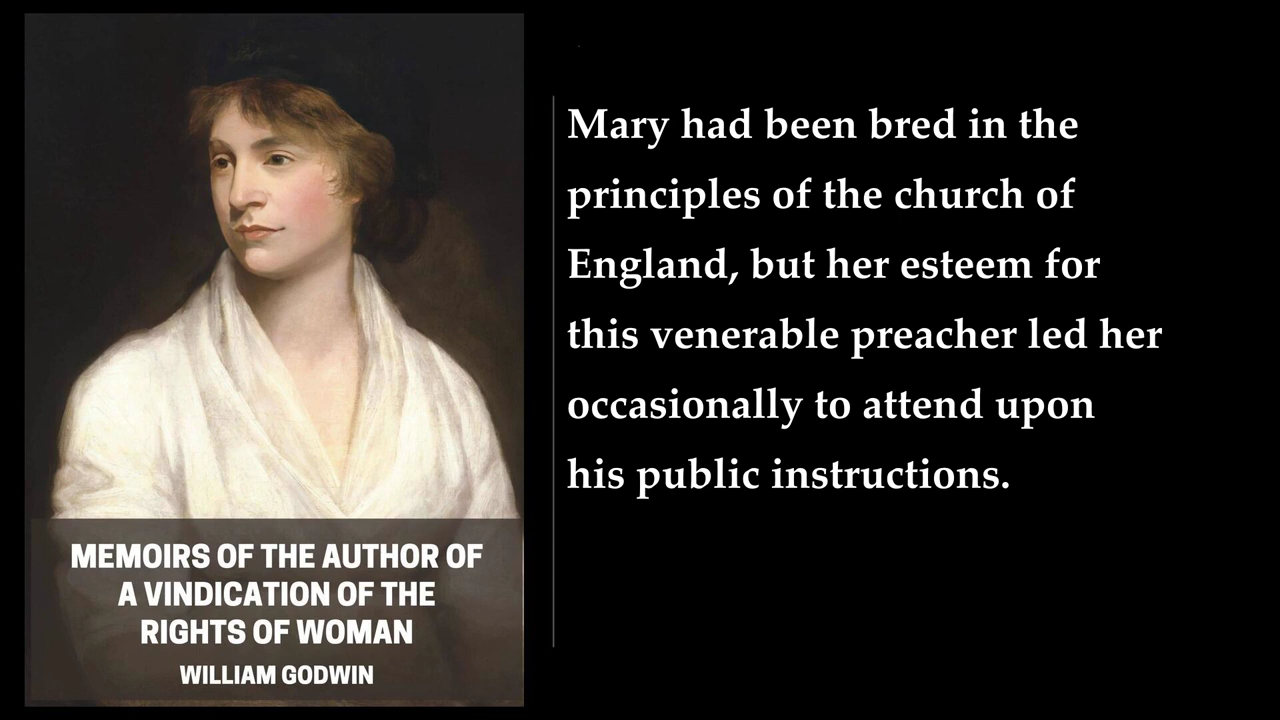 MEMOIRS OF THE AUTHOR OF
A VINDICATION OF THE
RIGHTS OF WOMAN
WILLIAM GODWIN
Mary had been bred in the
principles of the church of
England, but her esteem for
this venerable preacher led her
occasionally to attend upon
his public instructions.